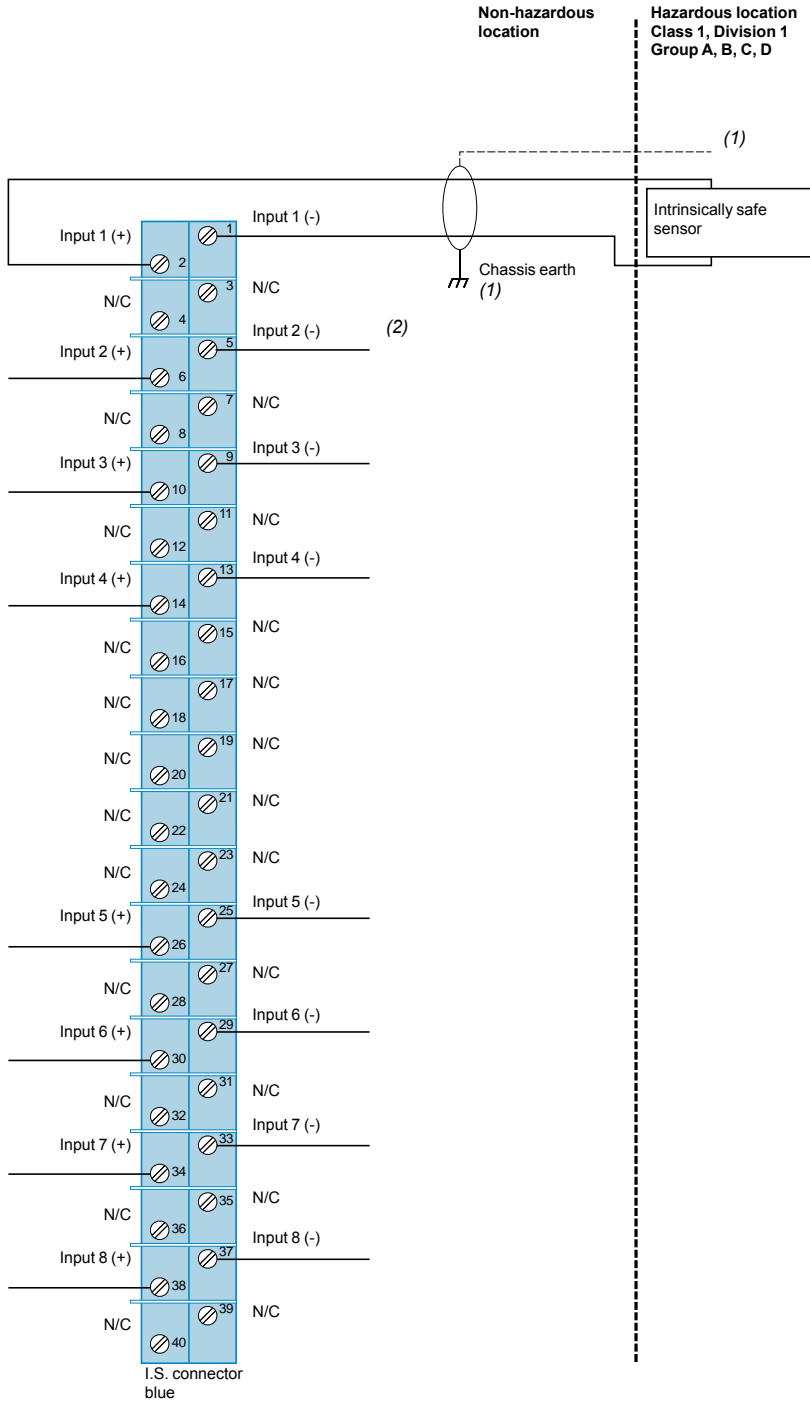 Non-hazardous
location
Hazardous location
Class 1, Division 1
Group A, B, C, D
(1)
Intrinsically safe
sensor
Input 1 (+)
1
Input 1 (-)
2
Chassis earth
(1)
N/C
3
N/C
4
Input 2 (+)
5
Input 2 (-)
(2)
6
N/C
7
N/C
8
Input 3 (+)
9
Input 3 (-)
10
N/C
11
N/C
12
Input 4 (+)
13
Input 4 (-)
14
N/C
15
N/C
16
N/C
17
N/C
18
N/C
19
N/C
20
N/C
21
N/C
22
N/C
23
N/C
24
Input 5 (+)
25
Input 5 (-)
26
N/C
27
N/C
28
Input 6 (+)
29
Input 6 (-)
30
N/C
31
N/C
32
Input 7 (+)
33
Input 7 (-)
34
N/C
35
N/C
36
Input 8 (+)
37
Input 8 (-)
38
N/C
39
N/C
40
I.S. connector
blue